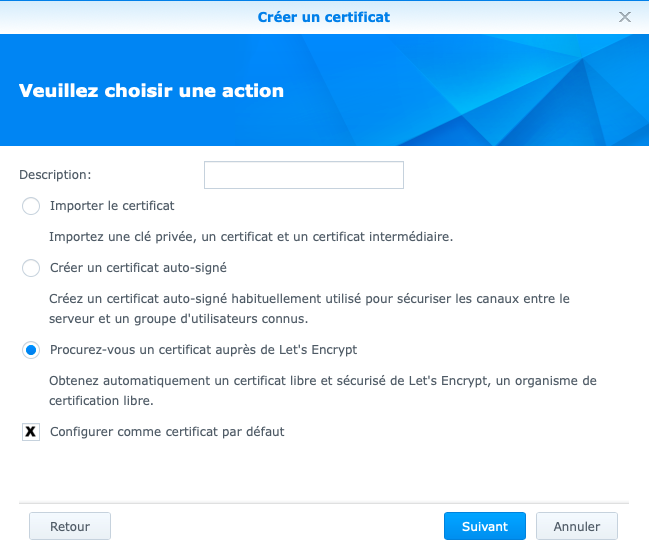 Créer un certificat
Veuillez choisir une action
Description:
Importer le certificat
Importez une clé privée, un certificat et un certificat intermédiaire.
Créer un certificat auto-signé
Créez un certificat auto-signé habituellement utilisé pour sécuriser les canaux entre le
serveur et un groupe d'utilisateurs connus.
Procurez-vous un certificat auprès de Let's Encrypt
Obtenez automatiquement un certificat libre et sécurisé de Let's Encrypt, un organisme de
certification libre.
Configurer comme certificat par défaut
Retour
Suivant
Annuler